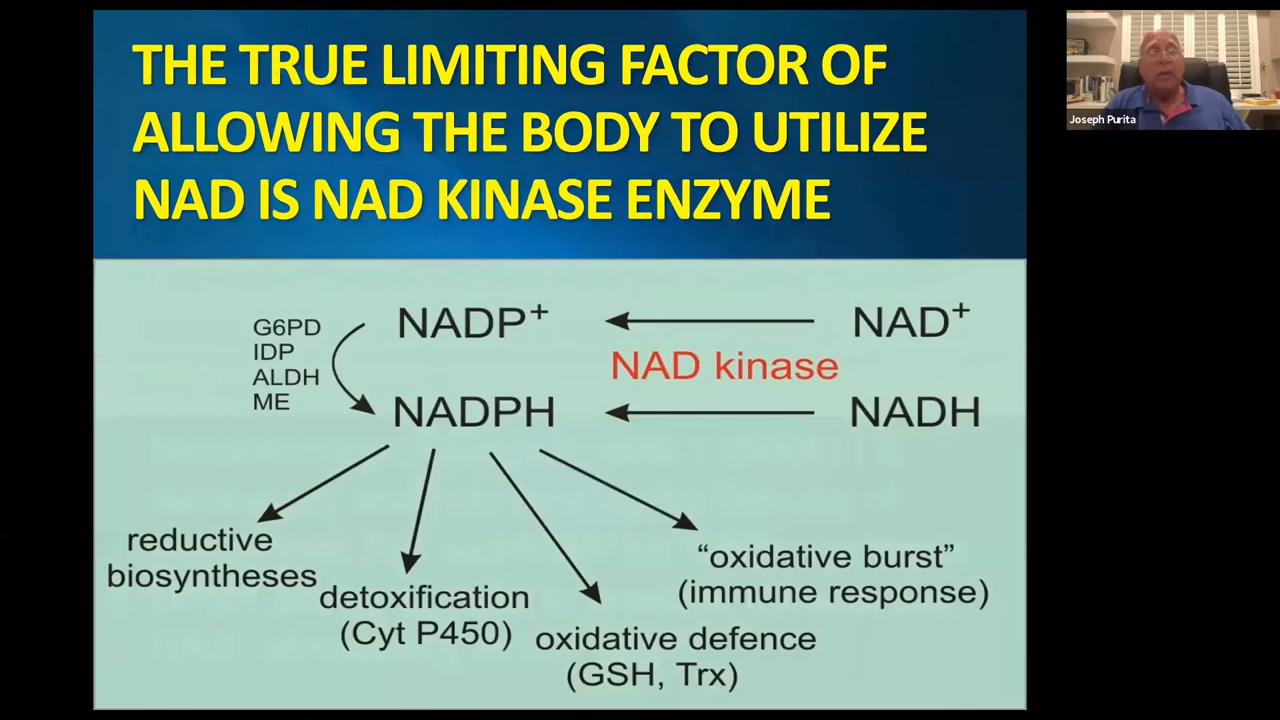 THE TRUE LIMITING FACTOR OF
ALLOWING THE BODY TO UTILIZE
NAD IS NAD KINASE ENZYME
Joseph Purita
G6PD
IDP
ALDH
ME
NADP+
NAD+
NAD kinase
NADPH
NADH
reductive
biosyntheses
detoxification
(Cyt P450)
oxidative defence
(GSH, Trx)
“oxidative burst”
(immune response)